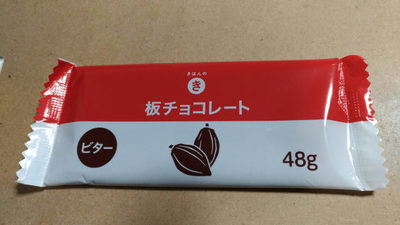 きほんの
き
板チョコレート
ビター
48g